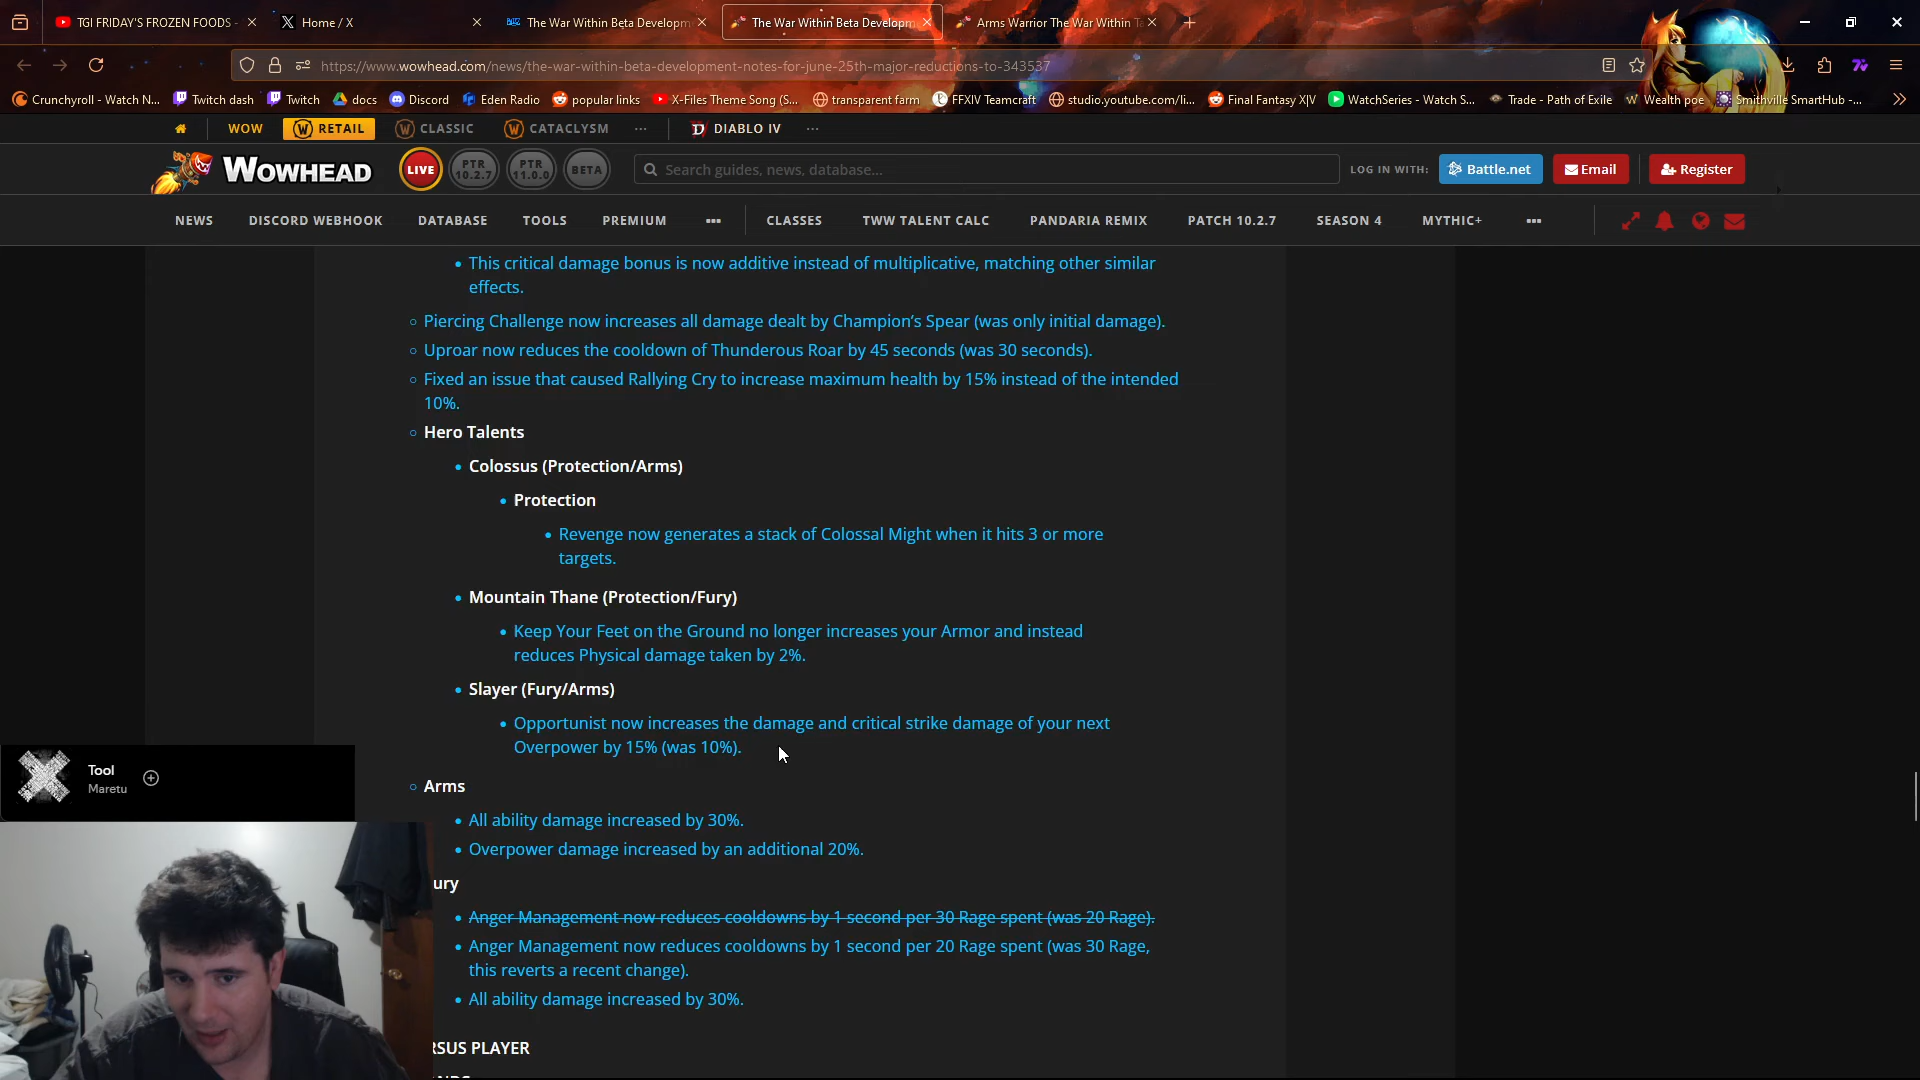 TGI FRIDAY'S FROZEN FOODS -
Home / X
The War Within Beta Developm
The War Within Beta Developm
Arms Warrior The War Within Ta
https://www.wowhead.com/news/the-war-within-beta-development-notes-for-june-25th-major-reductions-to-343537
Crunchyroll - Watch N...
Twitch dash
Twitch
docs
Discord
Eden Radio
popular links
X-Files Theme Song (S...
transparent farm
FFXIV Teamcraft
studio.youtube.com/li...
Final Fantasy X|V
WatchSeries - Watch S...
Trade - Path of Exile
Wealth poe
Smithville SmartHub -...
WOW
RETAIL
CLASSIC
CATACLYSM
DIABLO IV
WOWHEAD
LIVE
PTR 10.2.7
PTR 11.0.0
BETA
Search guides, news, database...
LOG IN WITH:
Battle.net
Email
Register
NEWS
DISCORD WEBHOOK
DATABASE
TOOLS
PREMIUM
CLASSES
TWW TALENT CALC
PANDARIA REMIX
PATCH 10.2.7
SEASON 4
MYTHIC+
This critical damage bonus is now additive instead of multiplicative, matching other similar
effects.
Piercing Challenge now increases all damage dealt by Champion's Spear (was only initial damage).
Uproar now reduces the cooldown of Thunderous Roar by 45 seconds (was 30 seconds).
Fixed an issue that caused Rallying Cry to increase maximum health by 15% instead of the intended
10%.
Hero Talents
Colossus (Protection/Arms)
Protection
Revenge now generates a stack of Colossal Might when it hits 3 or more
targets.
Mountain Thane (Protection/Fury)
Keep Your Feet on the Ground no longer increases your Armor and instead
reduces Physical damage taken by 2%.
Slayer (Fury/Arms)
Opportunist now increases the damage and critical strike damage of your next
Overpower by 15% (was 10%).
Tool
Maretu
Arms
All ability damage increased by 30%.
Overpower damage increased by an additional 20%.
ury
Anger Management now reduces cooldowns by 1 second per 30 Rage spent (was 20 Rage).
Anger Management now reduces cooldowns by 1 second per 20 Rage spent (was 30 Rage,
this reverts a recent change).
All ability damage increased by 30%.
RSUS PLAYER